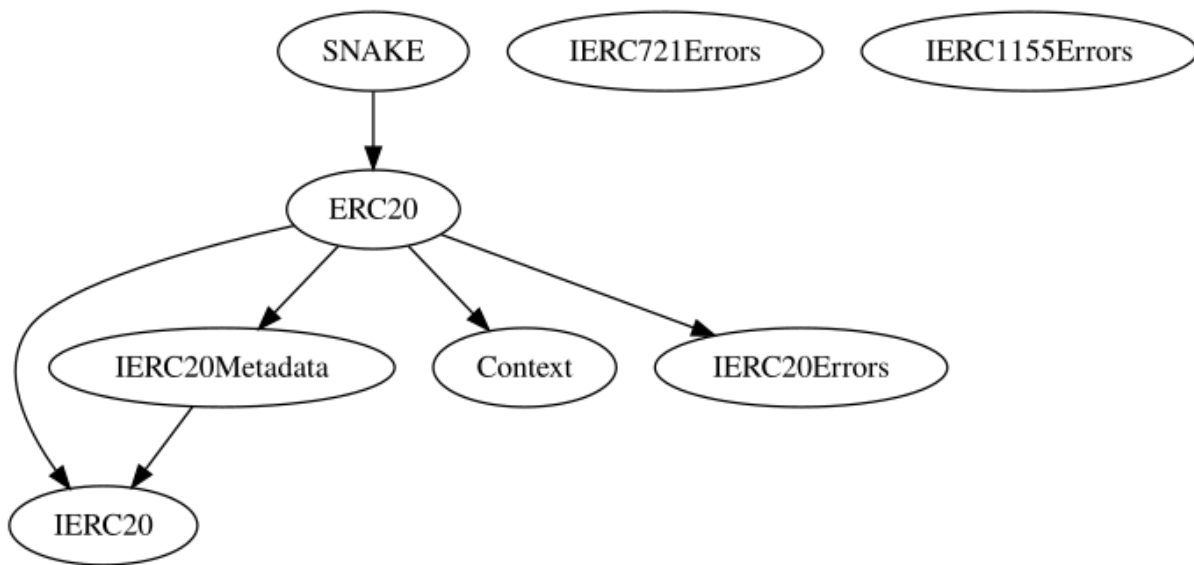 SNAKE
IERC721Errors
IERC1155Errors
ERC20
IERC20Metadata
Context
IERC20Errors
IERC20